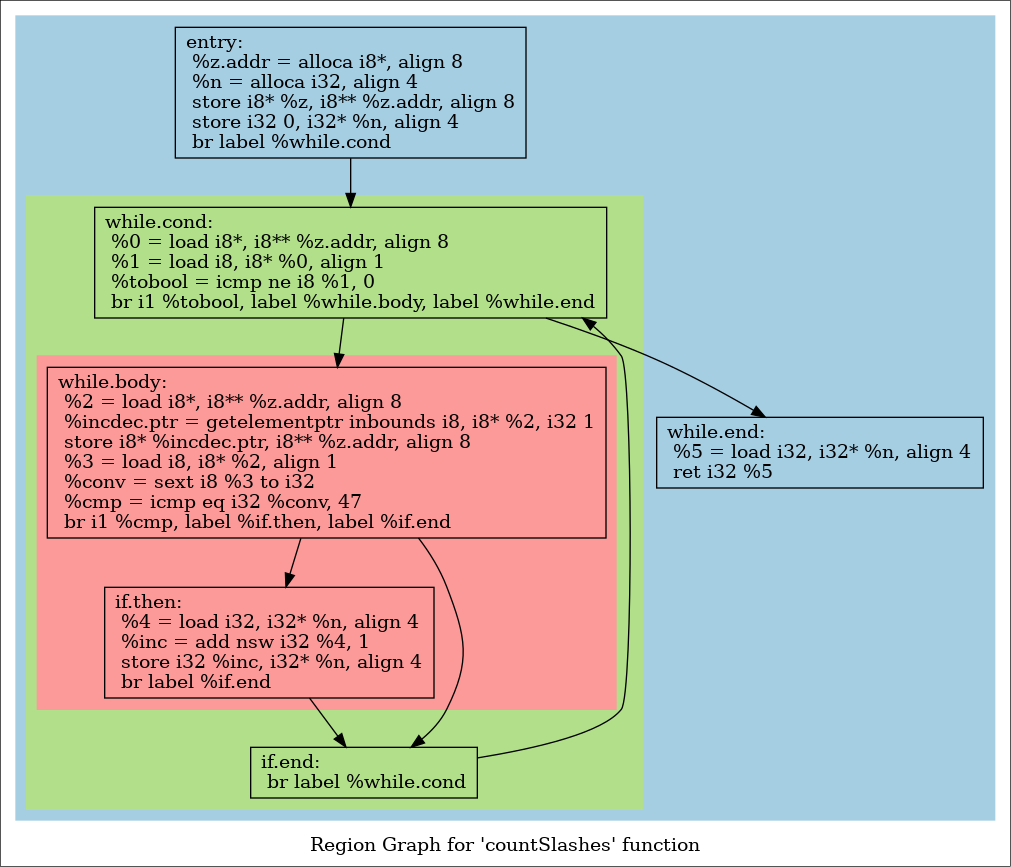 entry:
%z.addr = alloca i8*, align 8
%n = alloca i32, align 4
store i8* %z, i8** %z.addr, align 8
store i32 0, i32* %n, align 4
br label %while.cond
while.cond:
%0 = load i8*, i8** %z.addr, align 8
%1 = load i8, i8* %0, align 1
%tobool = icmp ne i8 %1, 0
br i1 %tobool, label %while.body, label %while.end
while.body:
%2 = load i8*, i8** %z.addr, align 8
%incdec.ptr = getelementptr inbounds i8, i8* %2, i32 1
store i8* %incdec.ptr, i8** %z.addr, align 8
%3 = load i8, i8* %2, align 1
%conv = sext i8 %3 to i32
%cmp = icmp eq i32 %conv, 47
br i1 %cmp, label %if.then, label %if.end
while.end:
%5 = load i32, i32* %n, align 4
ret i32 %5
if.then:
%4 = load i32, i32* %n, align 4
%inc = add nsw i32 %4, 1
store i32 %inc, i32* %n, align 4
br label %if.end
if.end:
br label %while.cond
Region Graph for 'countSlashes' function